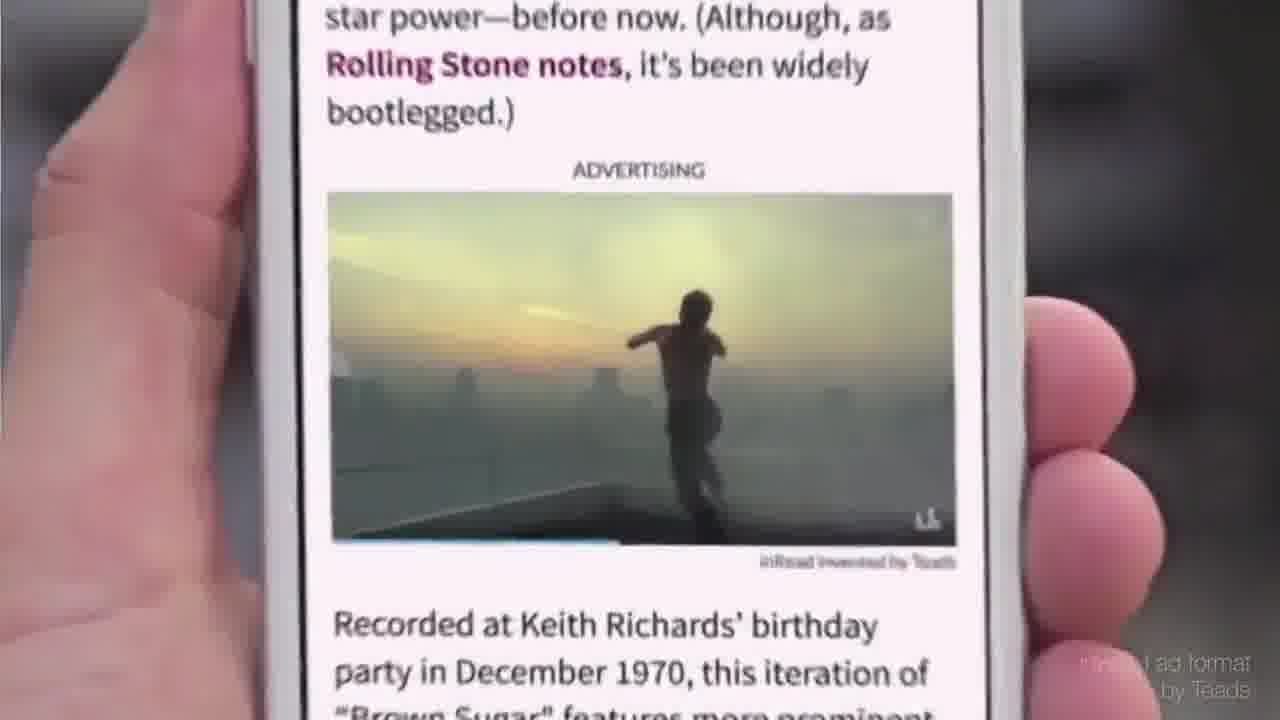 star power—before now. (Although, as
Rolling Stone notes, it's been widely
bootlegged.)
ADVERTISING
inRead invented by Teads
Recorded at Keith Richards' birthday
party in December 1970, this iteration of
"Brown Sugar" features more prominent
ad format
by Teads